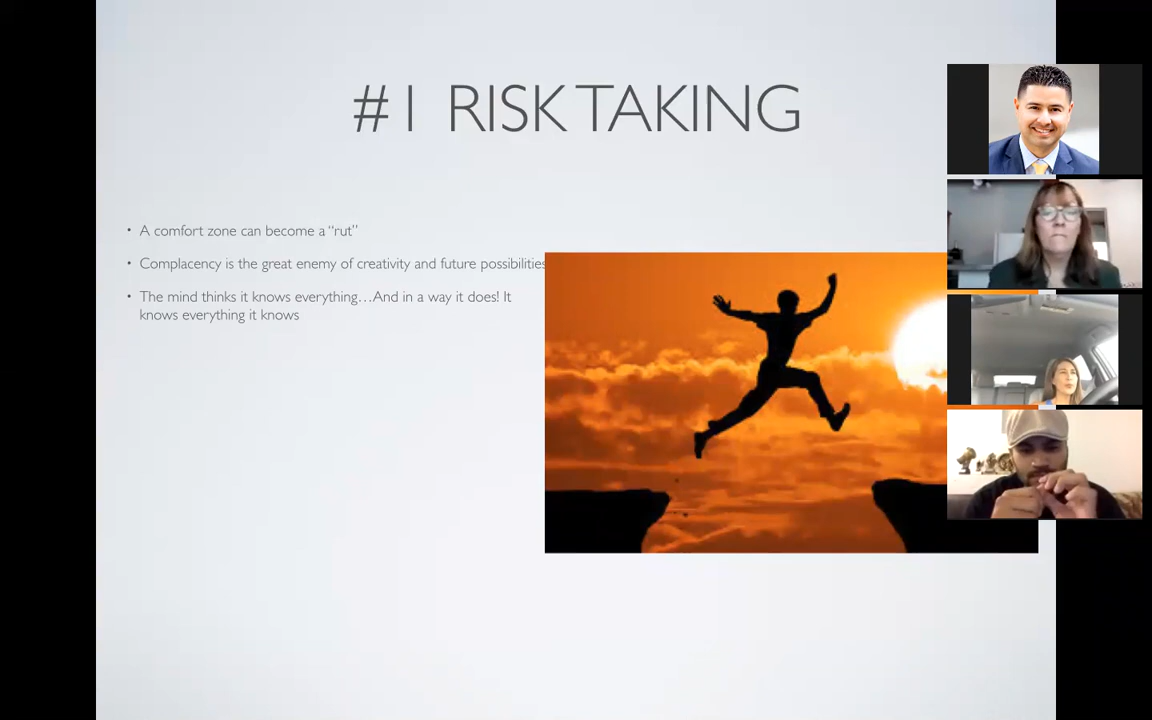 #1 RISK TAKING
• A comfort zone can become a “rut”
• Complacency is the great enemy of creativity and future possibilities
• The mind thinks it knows everything…And in a way it does! It
knows everything it knows